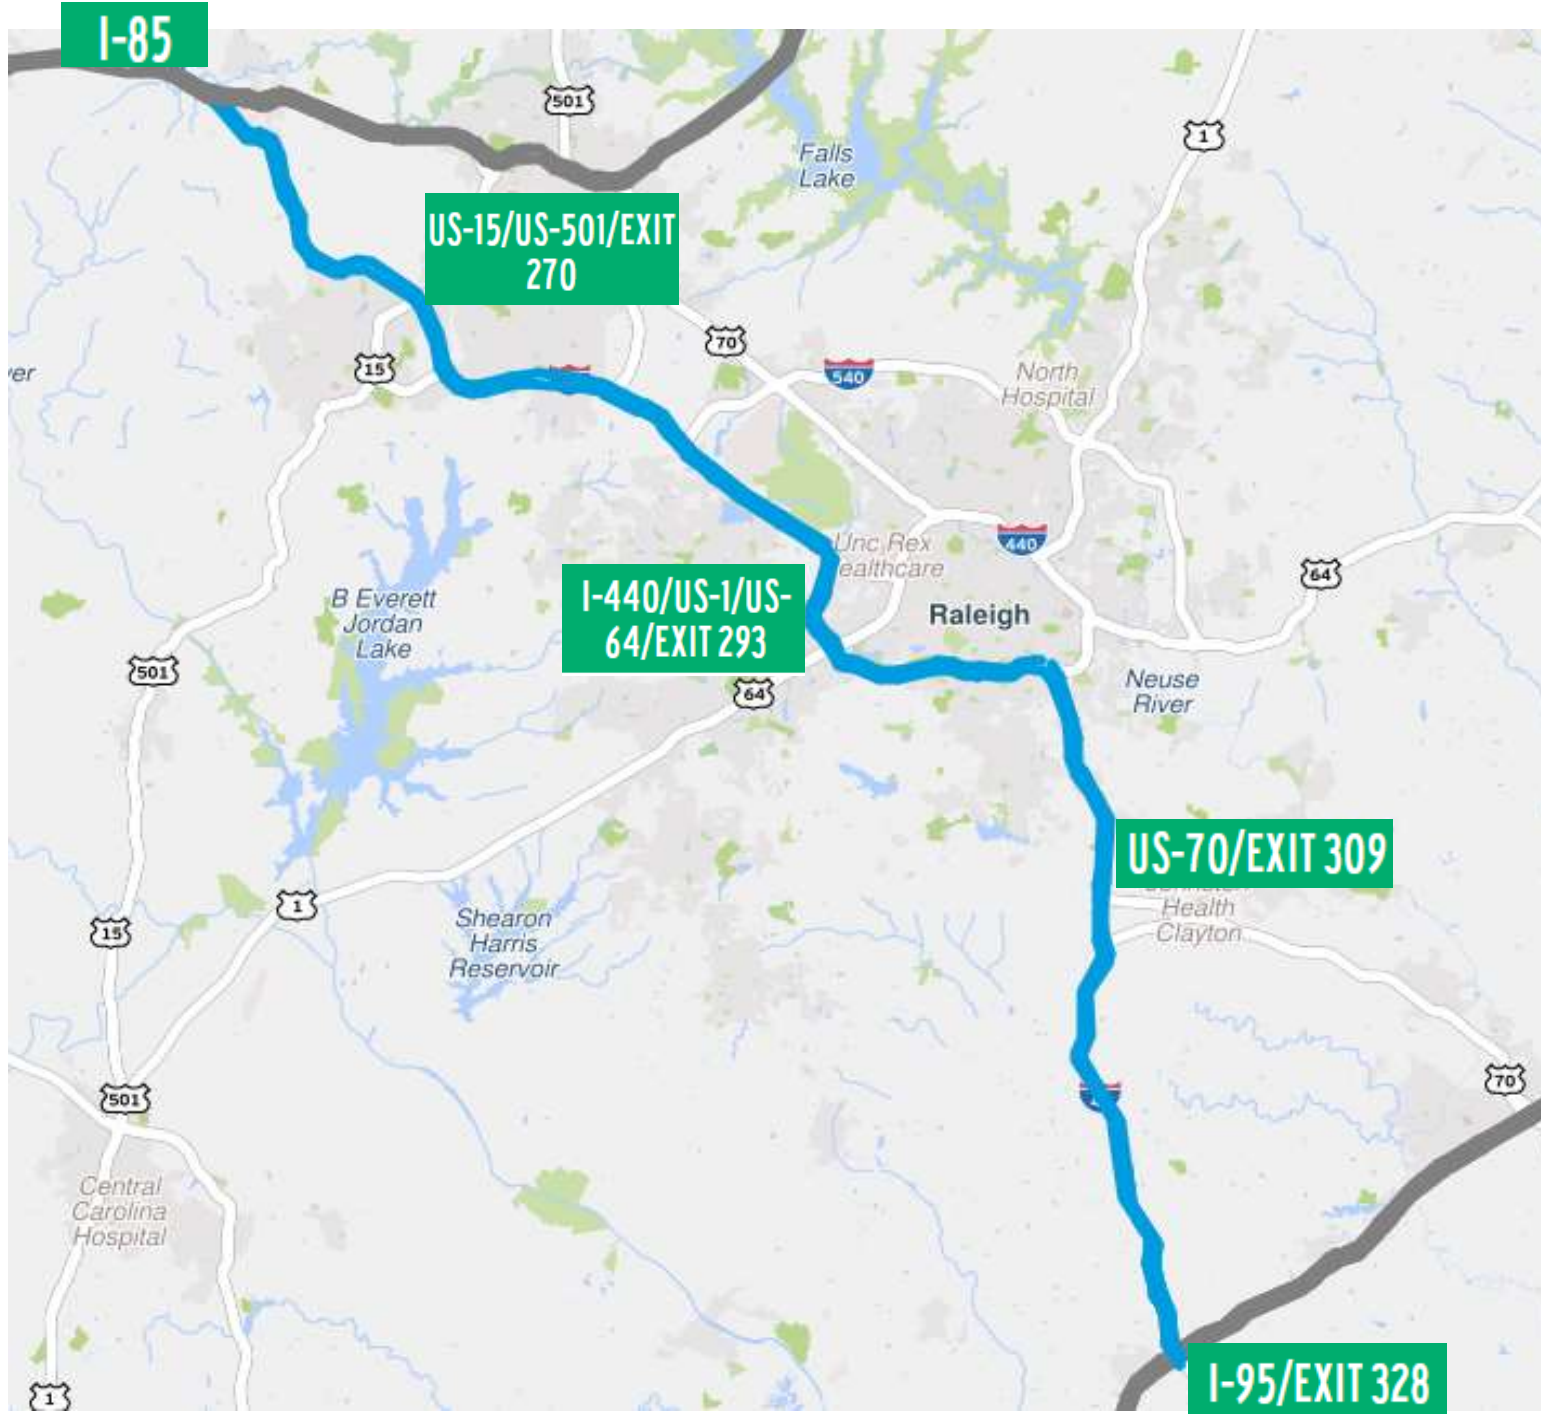 I-85
501
1
Falls
Lake
US-15/US-501/EXIT
270
70
15
540
North
Hospital
440
Unc Rex
ealthcare
64
B Everett
Jordan
Lake
I-440/US-1/US-
64/EXIT 293
Raleigh
501
64
Neuse
River
US-70/EXIT 309
Health
Clayton
1
15
Shearon
Harris
Reservoir
501
70
Central
Carolina
Hospital
I-95/EXIT 328
1